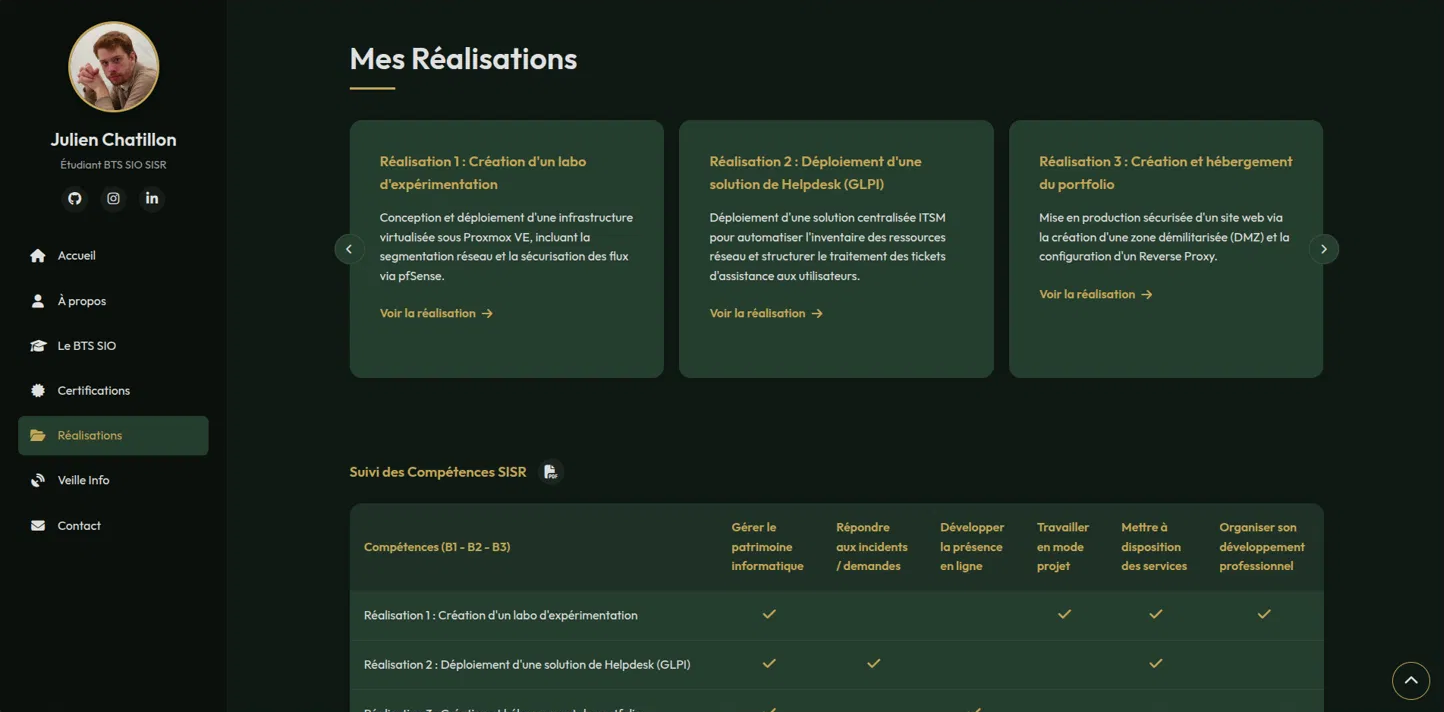 Julien Chatillon
Étudiant BTS SIO SISR
Accueil
À propos
Le BTS SIO
Certifications
Réalisations
Veille Info
Contact
Mes Réalisations
Réalisation 1 : Création d'un labo
d'expérimentation
Conception et déploiement d'une infrastructure
virtualisée sous Proxmox VE, incluant la
segmentation réseau et la sécurisation des flux
via pfSense.
Voir la réalisation →
Réalisation 2 : Déploiement d'une
solution de Helpdesk (GLPI)
Déploiement d'une solution centralisée ITSM
pour automatiser l'inventaire des ressources
réseau et structurer le traitement des tickets
d'assistance aux utilisateurs.
Voir la réalisation →
Réalisation 3 : Création et hébergement
du portfolio
Mise en production sécurisée d'un site web via
la création d'une zone démilitarisée (DMZ) et la
configuration d'un Reverse Proxy.
Voir la réalisation →
Suivi des Compétences SISR
Compétences (B1 - B2 - B3)
Gérer le
patrimoine
informatique
Répondre
aux incidents
/ demandes
Développer
la présence
en ligne
Travailler
en mode
projet
Mettre à
disposition
des services
Organiser son
développement
professionnel
Réalisation 1 : Création d'un labo d'expérimentation
Réalisation 2 : Déploiement d'une solution de Helpdesk (GLPI)